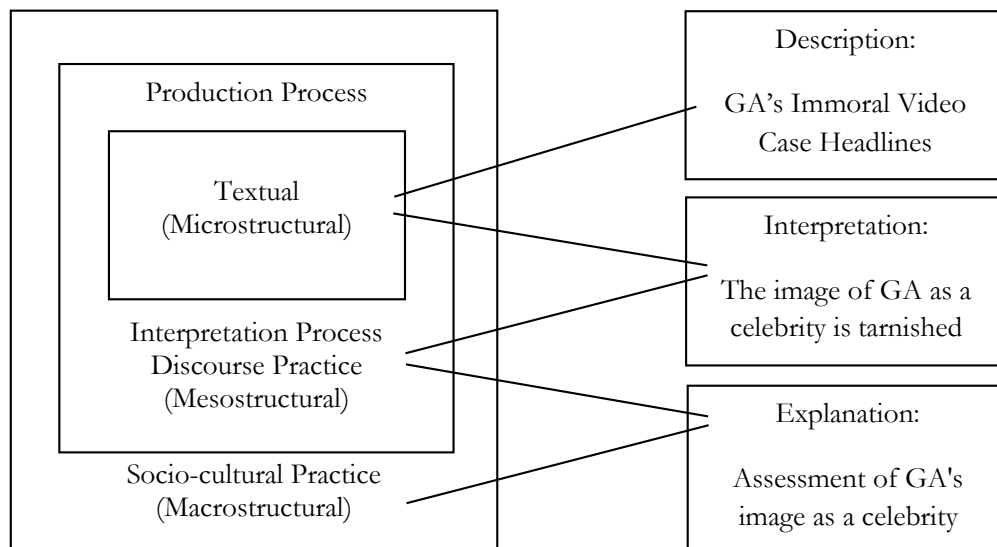 Production Process
Textual
(Microstructural)
Interpretation Process
Discourse Practice
(Mesostructural)
Socio-cultural Practice
(Macrostructural)
Description:
GA’s Immoral Video
Case Headlines
Interpretation:
The image of GA as a
celebrity is tarnished
Explanation:
Assessment of GA's
image as a celebrity